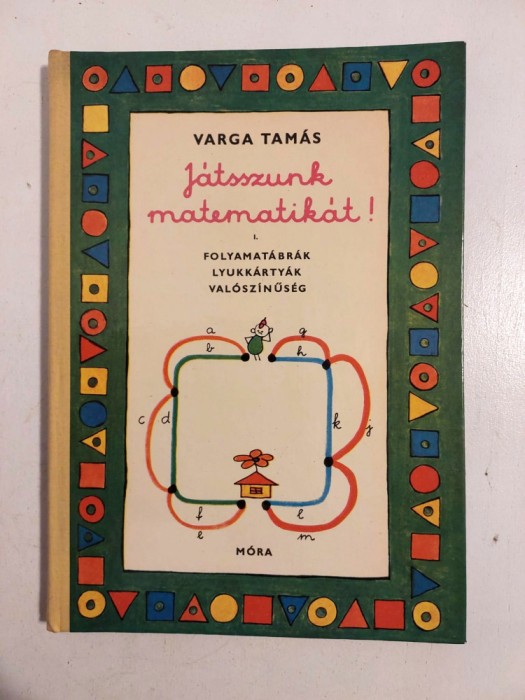 VARGA TAMÁS
Játsszunk
matematikát!
I.
FOLYAMATÁBRÁK
LYUKKÁRTYÁK
VALÓSZÍNŰSÉG
a
g
b
h
c
d
k
j
f
l
e
m
MÓRA